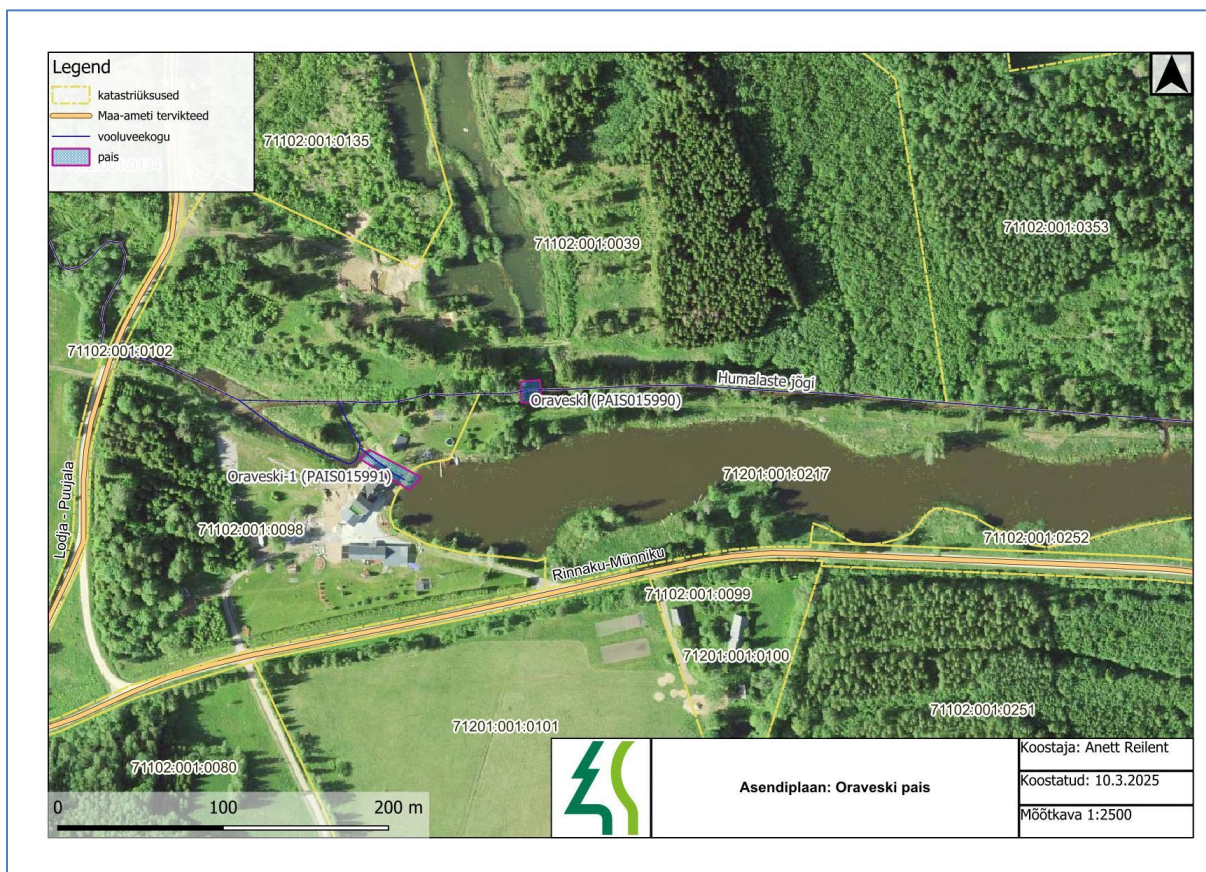 Legend
katastriüksused
Maa-ameti tervikteed
vooluveekogu
pais
71102:001:0135
71102:001:0039
71102:001:0353
71102:001:0102
Humalaste jõgi
Oraveski (PAIS015990)
Oraveski-1 (PAIS015991)
71201:001:0217
Lodja - Puujala
71102:001:0098
71102:001:0252
Rinnaku-Münniku
71102:001:0099
71201:001:0100
71102:001:0251
71201:001:0101
71102:001:0080
0 100 200 m
Asendiplaan: Oraveski pais
Koostaja: Anett Reilent
Koostatud: 10.3.2025
Mõõtkava 1:2500